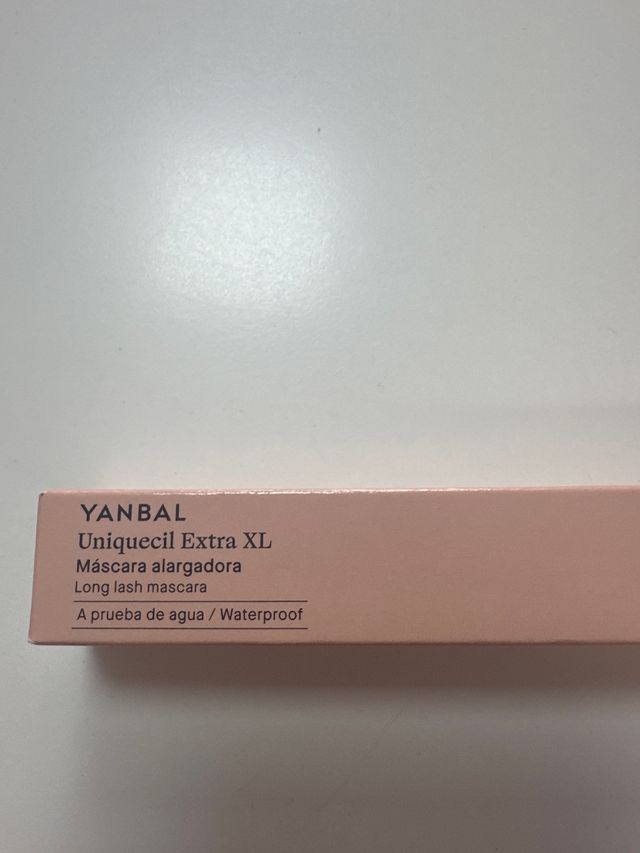 YANBAL
Uniquecil Extra XL
Máscara alargadora
Long lash mascara
A prueba de agua / Waterproof